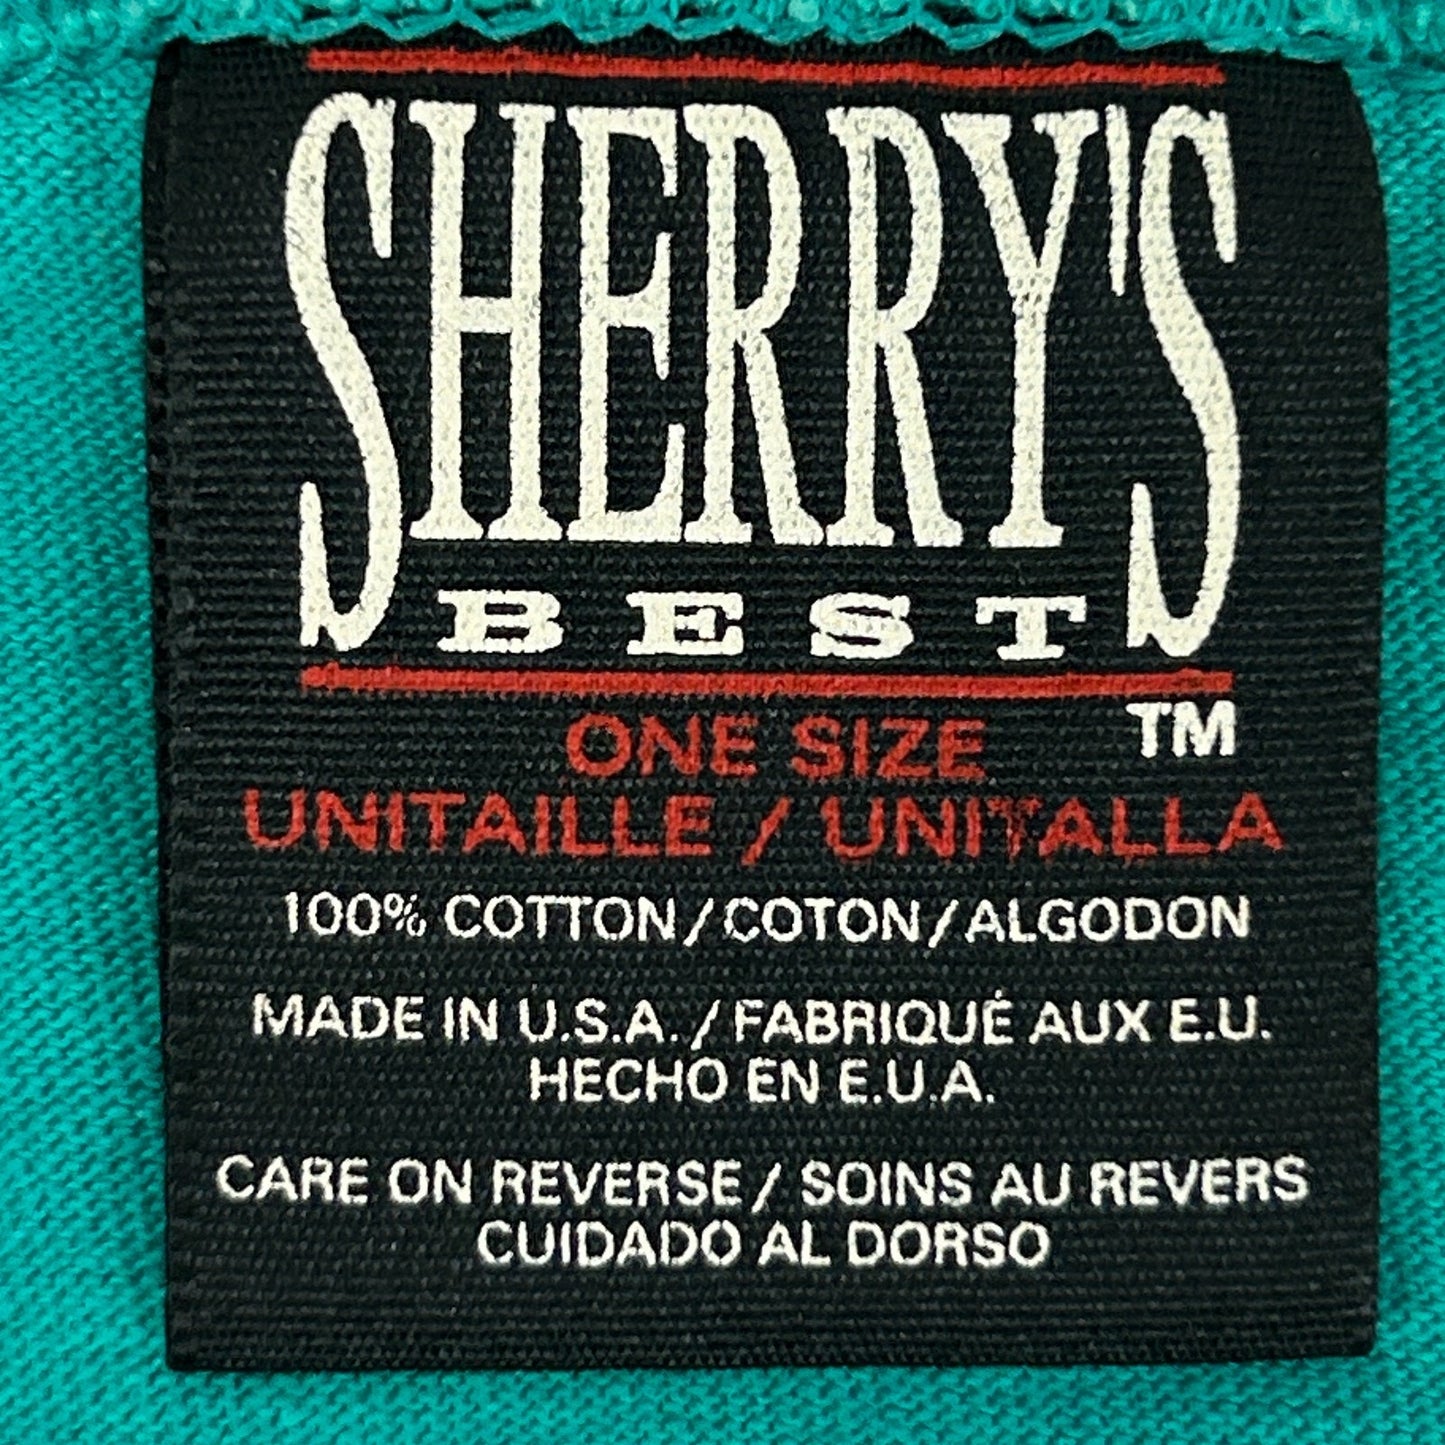 SHERRY'S
BEST
TM
ONE SIZE
UNITAILLE / UNITALLA
100% COTTON / COTON / ALGODON
MADE IN U.S.A. / FABRIQUÉ AUX E.U.
HECHO EN E.U.A.
CARE ON REVERSE / SOINS AU REVERS
CUIDADO AL DORSO